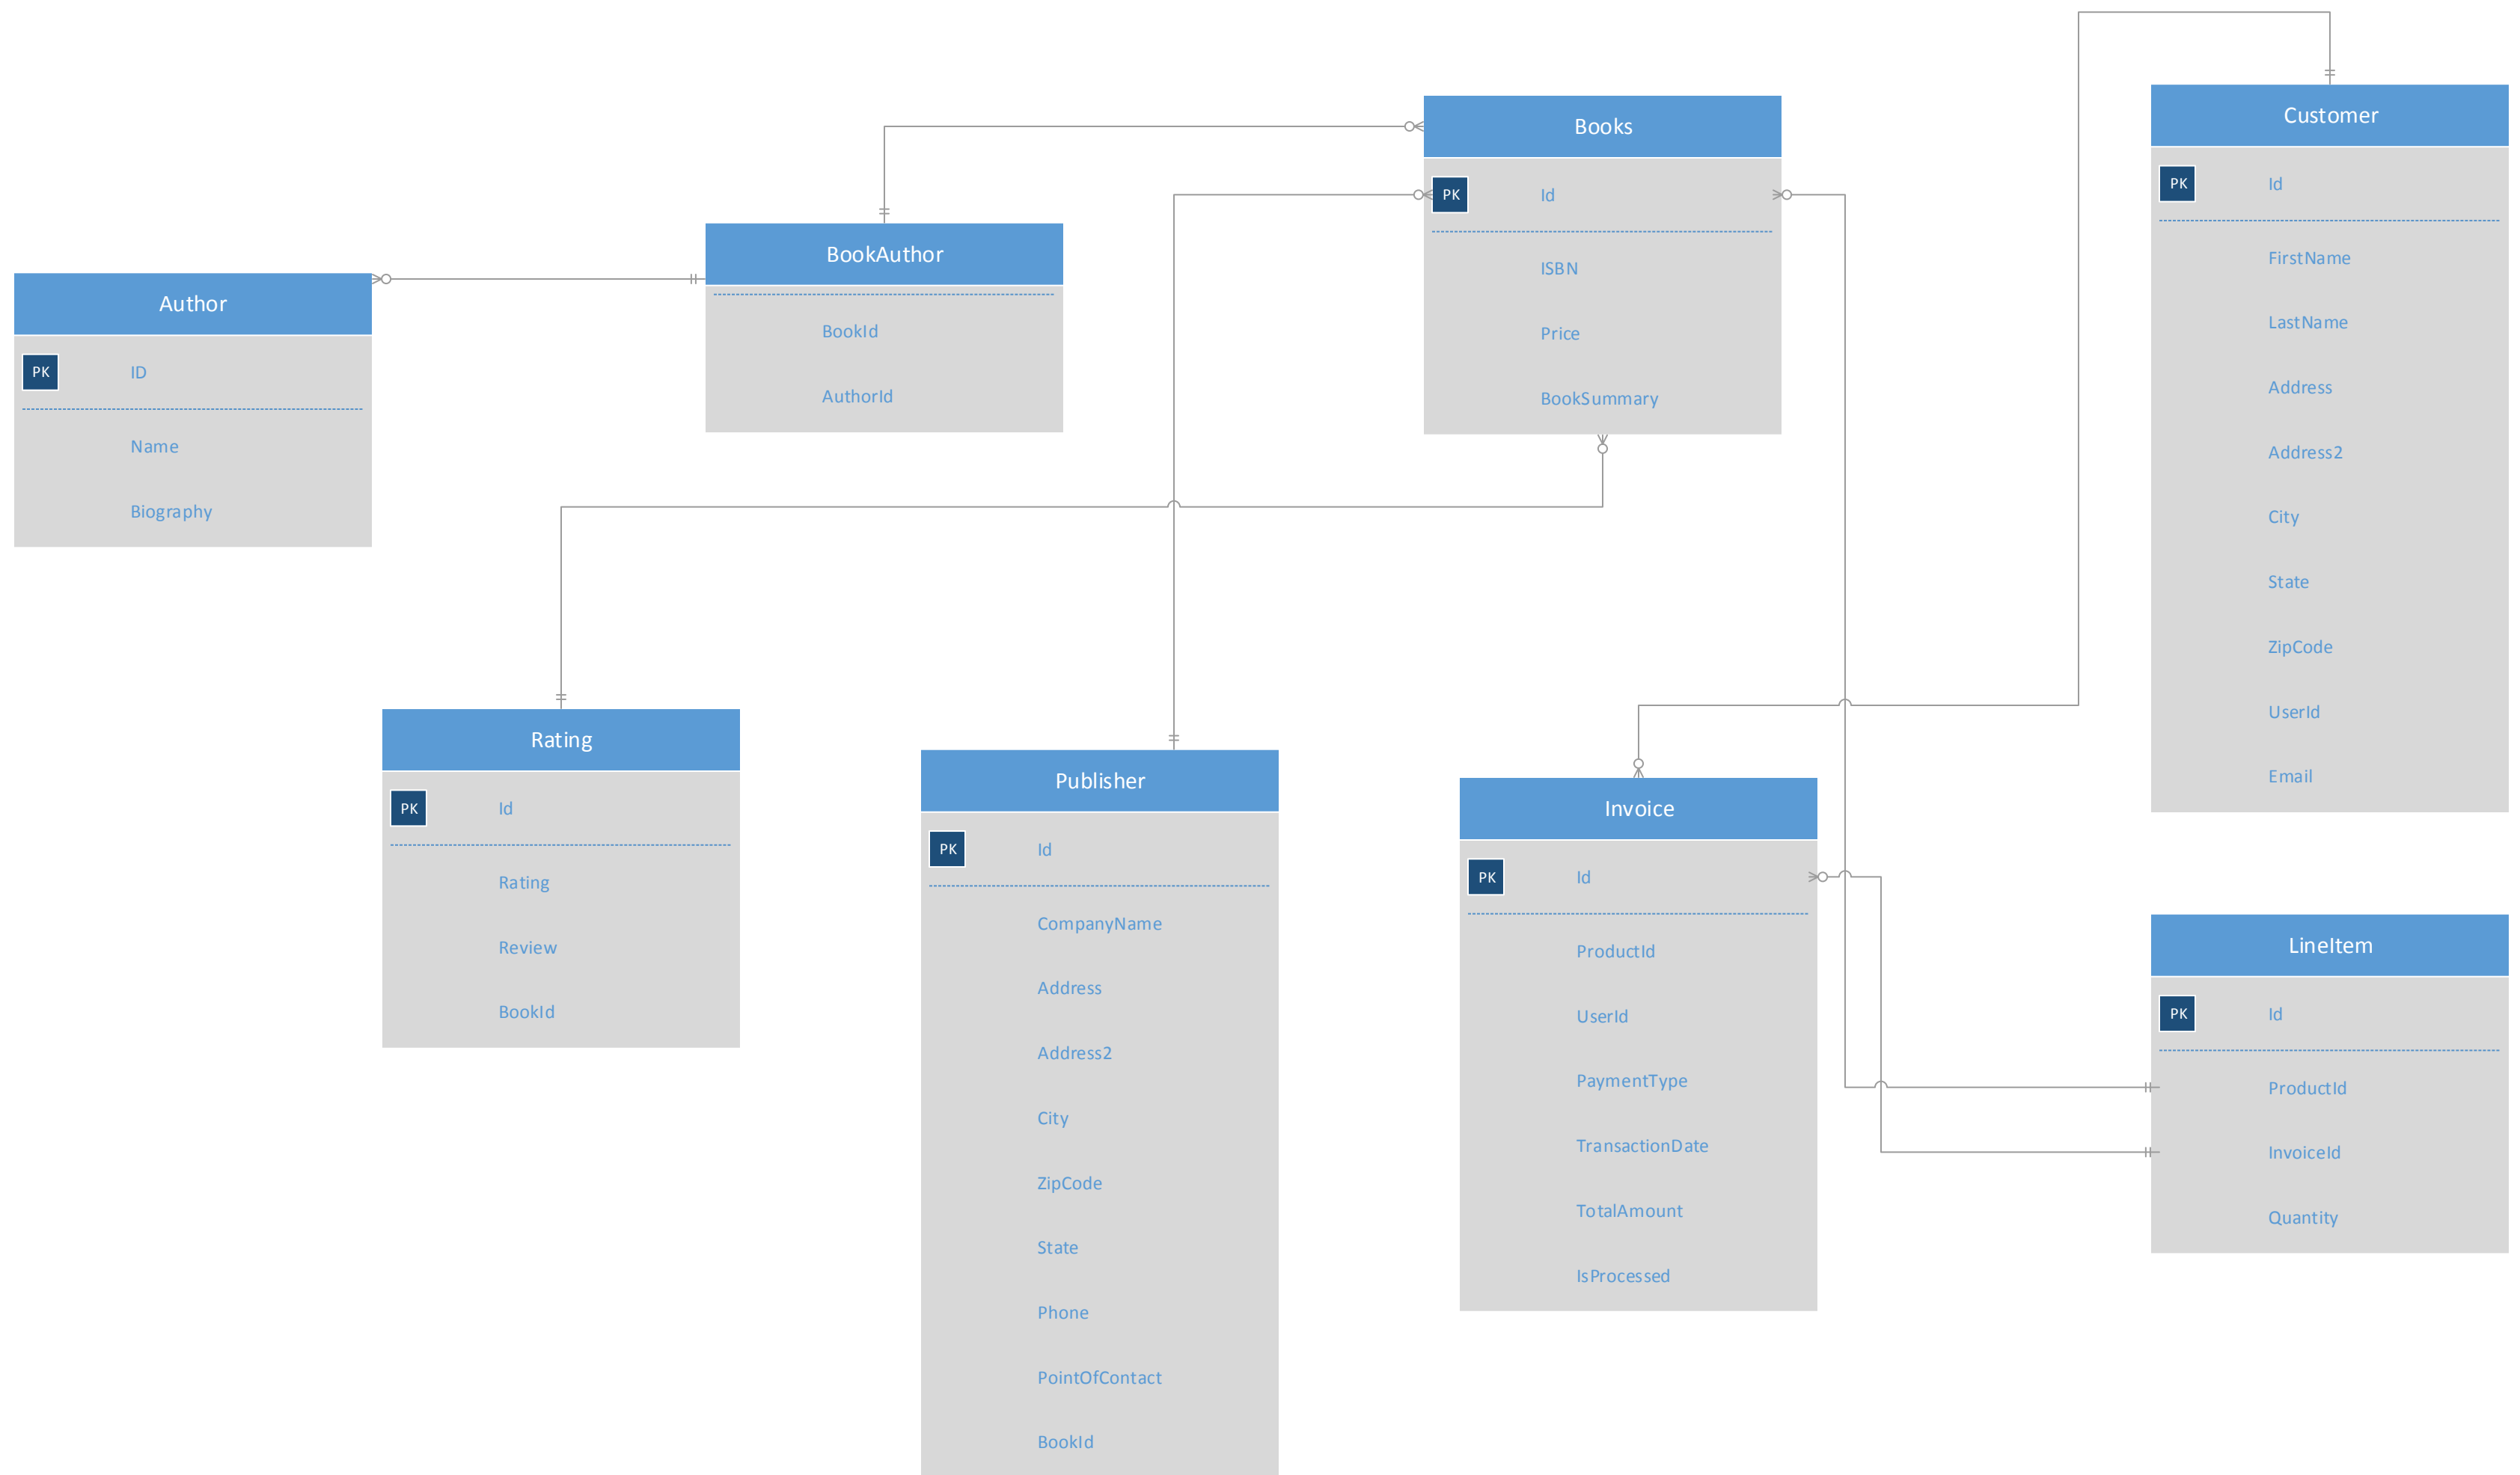 Author
PK ID
Name
Biography
BookAuthor
BookId
AuthorId
Books
PK Id
ISBN
Price
BookSummary
Customer
PK Id
FirstName
LastName
Address
Address2
City
State
ZipCode
UserId
Email
Rating
PK Id
Rating
Review
BookId
Publisher
PK Id
CompanyName
Address
Address2
City
ZipCode
State
Phone
PointOfContact
BookId
Invoice
PK Id
ProductId
UserId
PaymentType
TransactionDate
TotalAmount
IsProcessed
LineItem
PK Id
ProductId
InvoiceId
Quantity